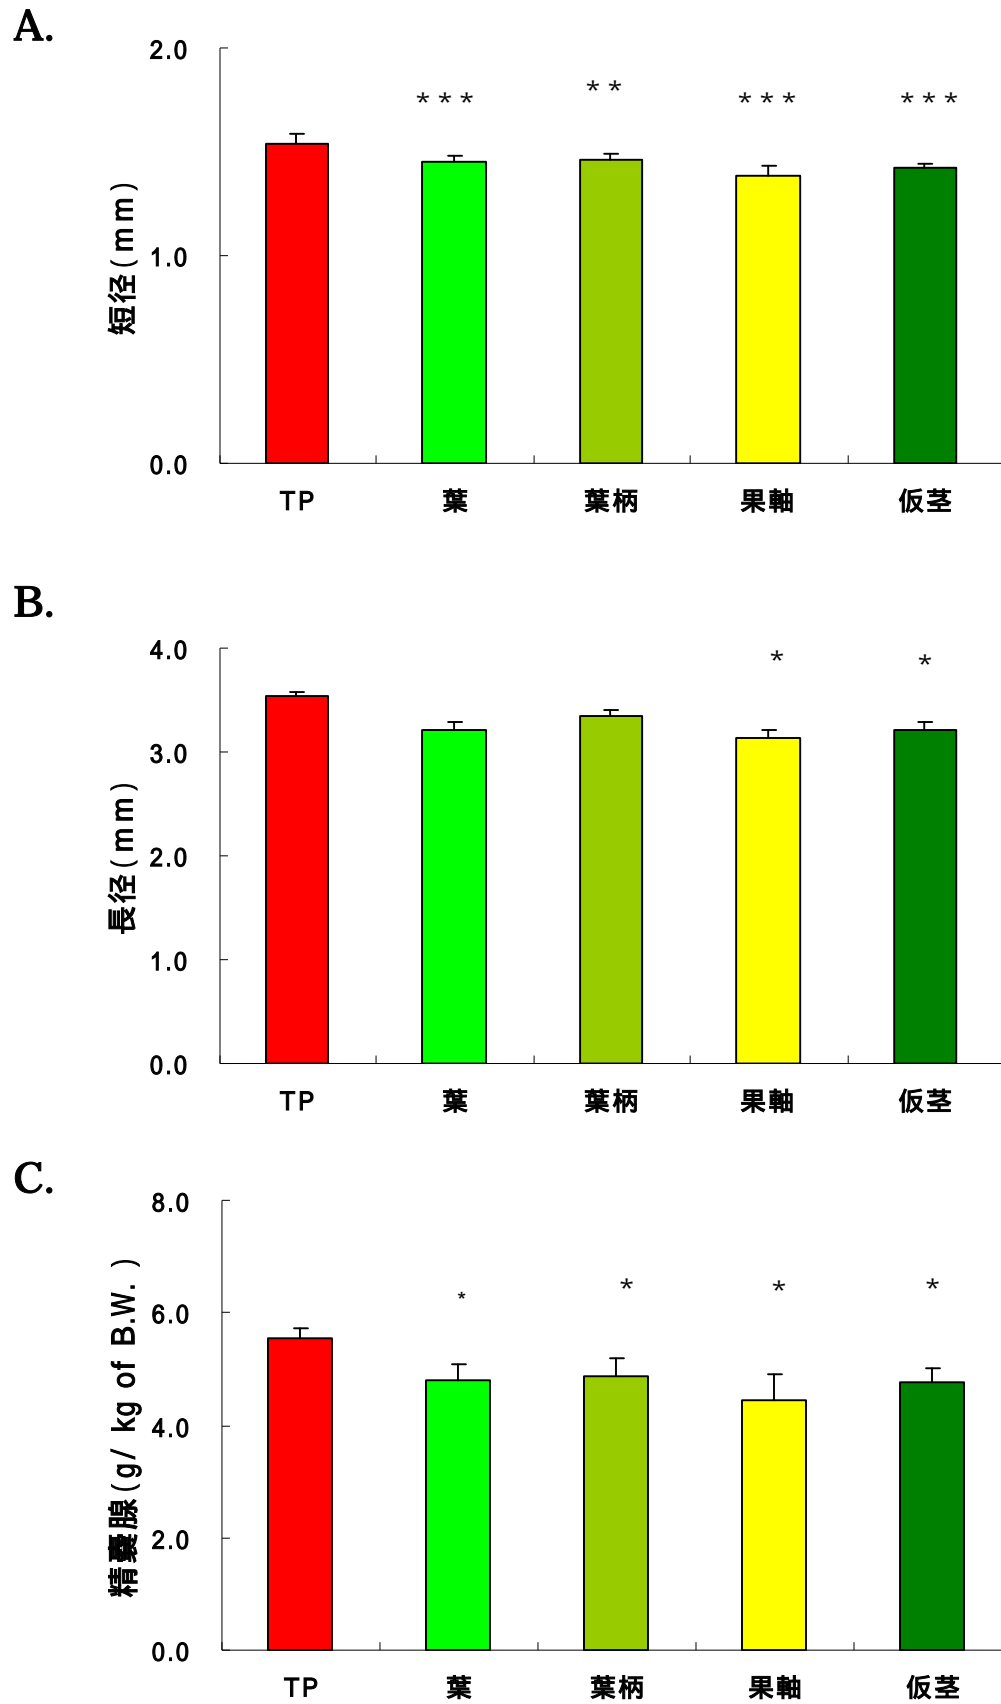 A.
短径(mm)
2.0
1.0
0.0
*** ** *** ***
TP 葉 葉柄 果軸 仮茎
B.
長径(mm)
4.0
3.0
2.0
1.0
0.0
* *
TP 葉 葉柄 果軸 仮茎
C.
精嚢腺(g/ kg of B.W. )
8.0
6.0
4.0
2.0
0.0
* * * *
TP 葉 葉柄 果軸 仮茎